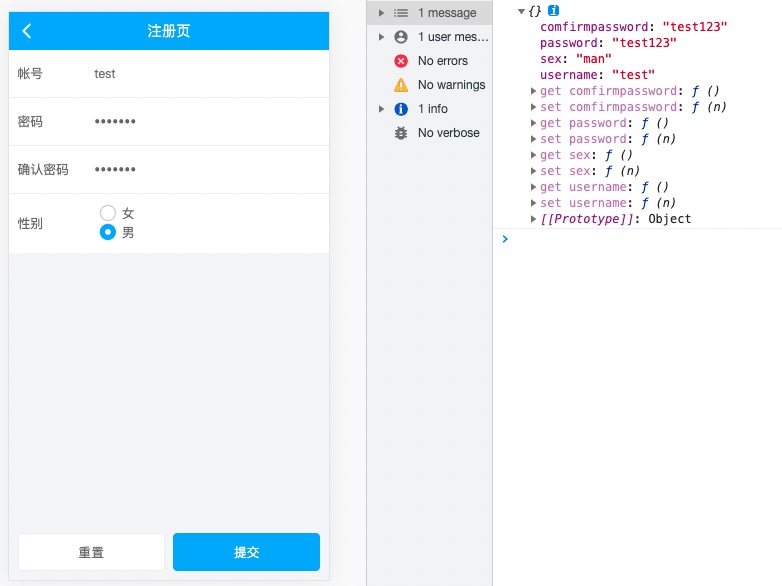 注册页
帐号 test
密码 •••••••
确认密码 •••••••
性别
女
男
重置 提交
1 message
1 user mes...
No errors
No warnings
1 info
No verbose
{} i
comfirmpassword: "test123"
password: "test123"
sex: "man"
username: "test"
get comfirmpassword: ƒ ()
set comfirmpassword: ƒ (n)
get password: ƒ ()
set password: ƒ (n)
get sex: ƒ ()
set sex: ƒ (n)
get username: ƒ ()
set username: ƒ (n)
[[Prototype]]: Object